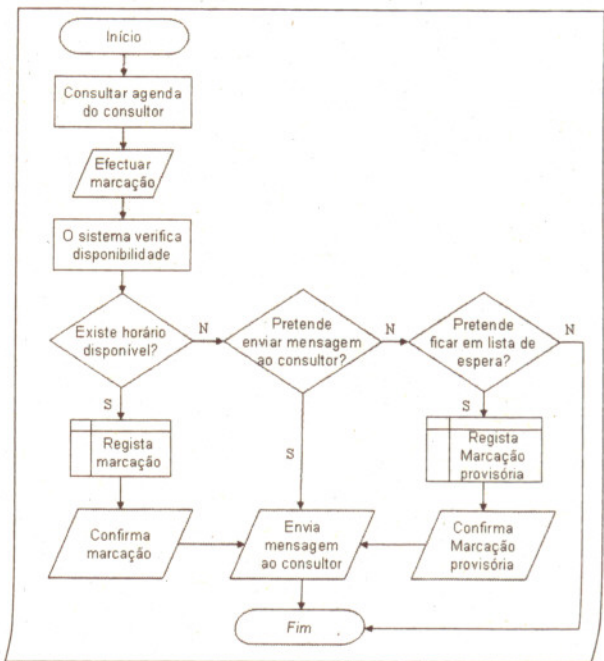 Início
Consultar agenda
do consultor
Efectuar
marcação
O sistema verifica
disponibilidade
Existe horário
disponível?
N
Pretende
enviar mensagem
ao consultor?
N
Pretende
ficar em lista de
espera?
N
S
S
S
Regista
marcação
Regista
Marcação
provisória
Confirma
marcação
Envia
mensagem
ao consultor
Confirma
Marcação
provisória
Fim